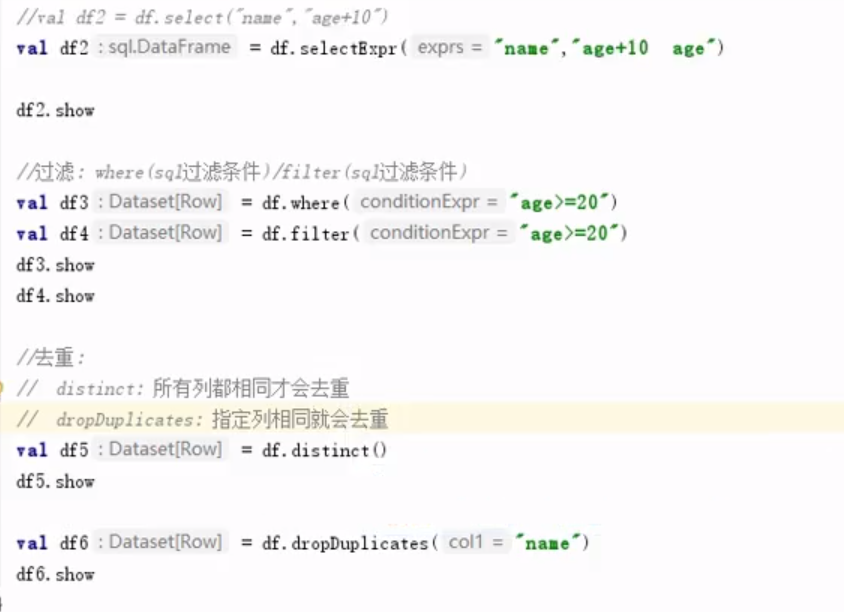 //val df2 = df.select("name","age+10")
val df2 : sql.DataFrame = df.selectExpr( exprs = "name","age+10  age")
df2.show
//过滤: where(sql过滤条件)/filter(sql过滤条件)
val df3 : Dataset[Row] = df.where( conditionExpr = "age>=20")
val df4 : Dataset[Row] = df.filter( conditionExpr = "age>=20")
df3.show
df4.show
//去重:
//  distinct: 所有列都相同才会去重
//  dropDuplicates: 指定列相同就会去重
val df5 : Dataset[Row] = df.distinct()
df5.show
val df6 : Dataset[Row] = df.dropDuplicates( col1 = "name")
df6.show